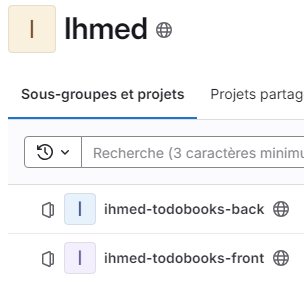 I
Ihmed
Sous-groupes et projets
Projets partag
Recherche (3 caractères minimu
I
ihmed-todobooks-back
I
ihmed-todobooks-front